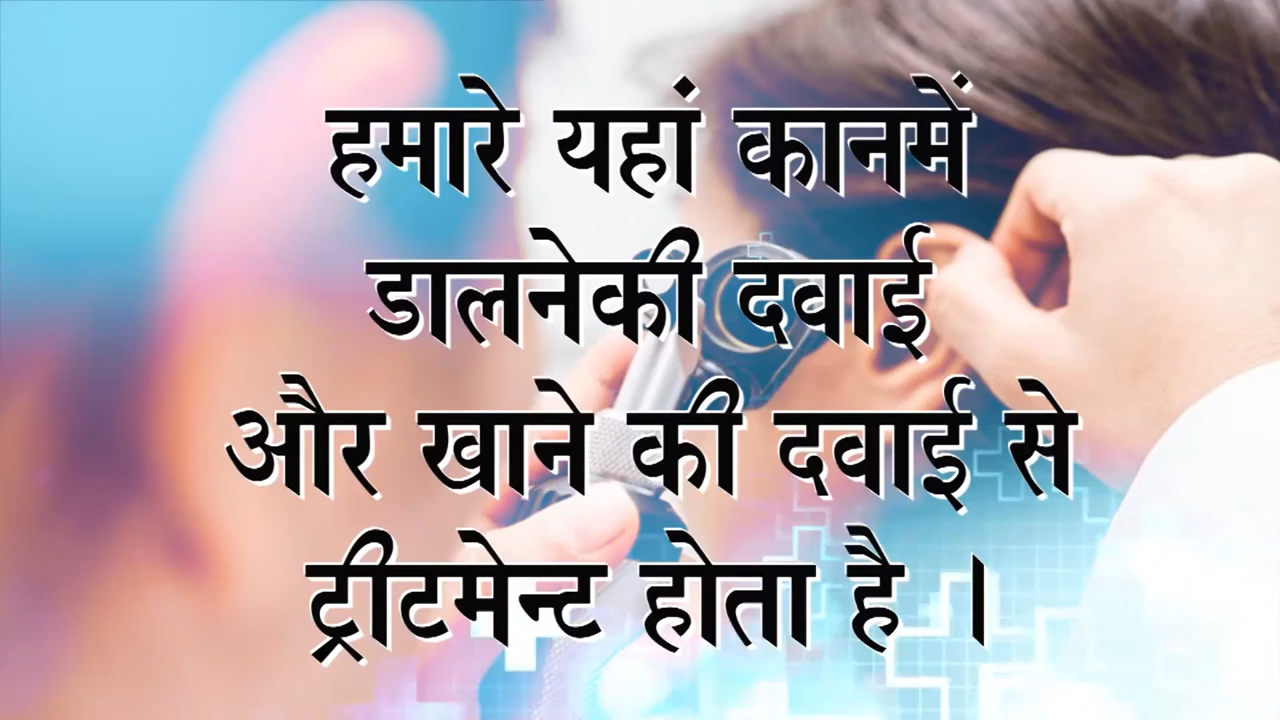 हमारे यहां कानमें
डालनेकी दवाई
और खाने की दवाई से
ट्रीटमेन्ट होता है ।